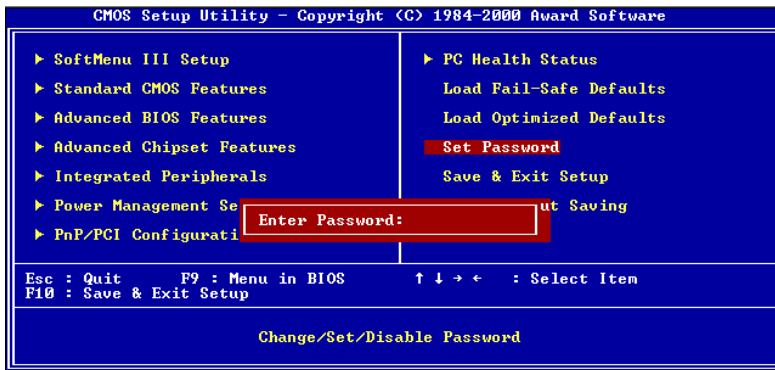 CMOS Setup Utility – Copyright (C) 1984–2000 Award Software
▶ SoftMenu III Setup
▶ Standard CMOS Features
▶ Advanced BIOS Features
▶ Advanced Chipset Features
▶ Integrated Peripherals
▶ Power Management Se
▶ PnP/PCI Configurati
▶ PC Health Status
Load Fail-Safe Defaults
Load Optimized Defaults
Set Password
Save & Exit Setup
ut Saving
Enter Password:
Esc : Quit F9 : Menu in BIOS ↑ ↓ → ← : Select Item
F10 : Save & Exit Setup
Change/Set/Disable Password